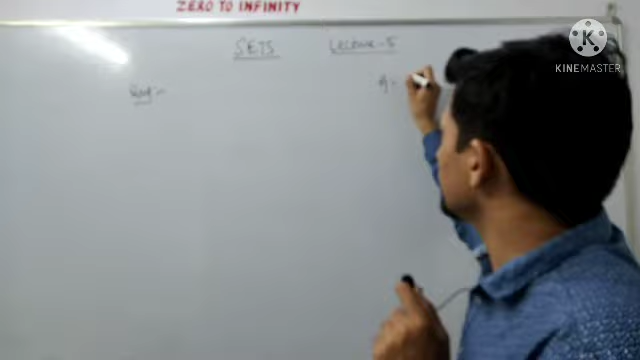 ZERO TO INFINITY
SETS Lecture-5
A =
KINEMASTER